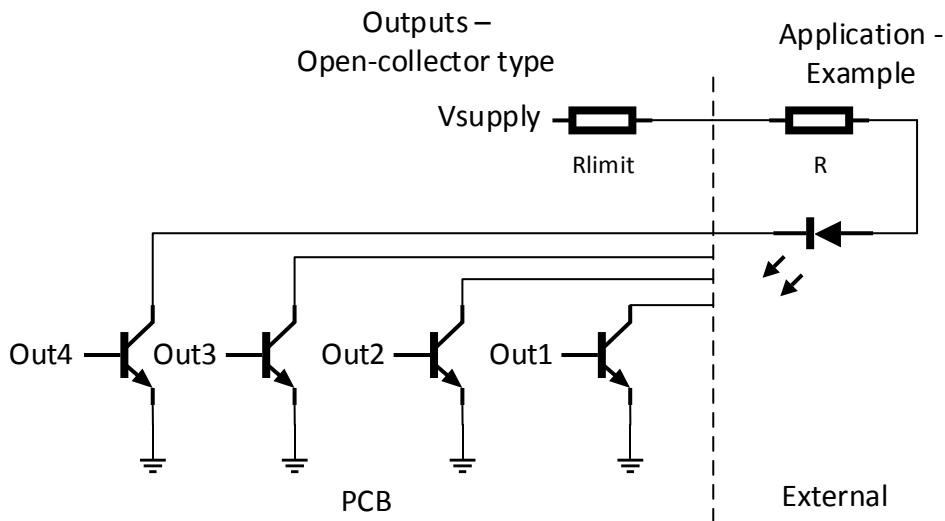 Outputs –
Open-collector type
Application -
Example
Vsupply
Rlimit
R
Out4
Out3
Out2
Out1
PCB
External